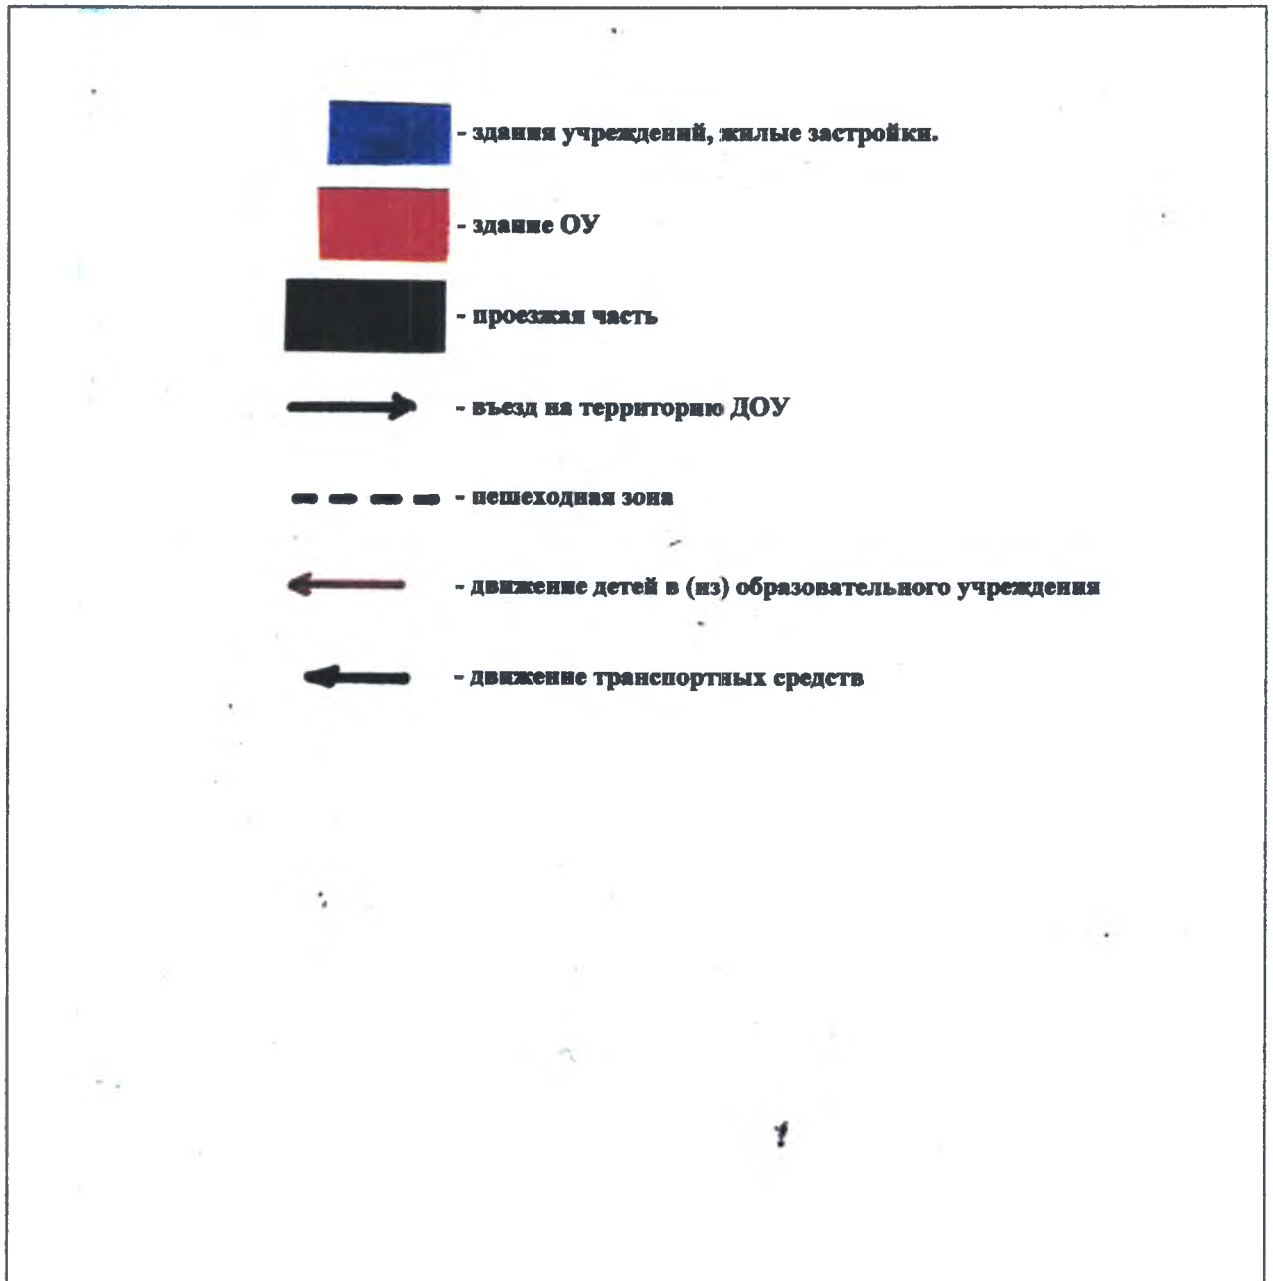 - здания учреждений, жилые застройки.
- здание ОУ
- проезжая часть
- въезд на территорию ДОУ
- пешеходная зона
- движение детей в (из) образовательного учреждения
- движение транспортных средств